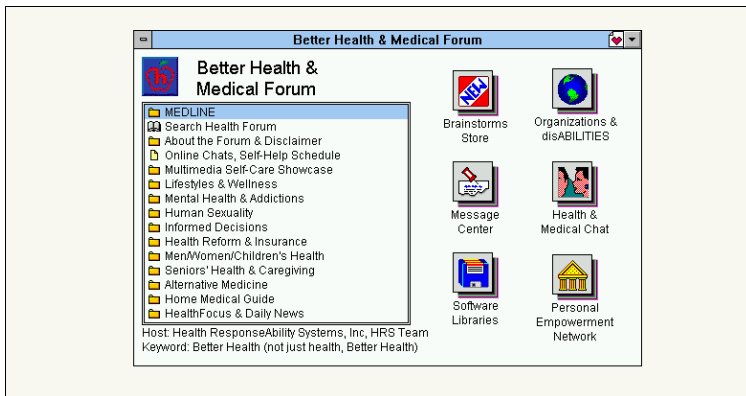 Better Health & Medical Forum
Better Health &
Medical Forum
MEDLINE
Search Health Forum
About the Forum & Disclaimer
Online Chats, Self-Help Schedule
Multimedia Self-Care Showcase
Lifestyles & Wellness
Mental Health & Addictions
Human Sexuality
Informed Decisions
Health Reform & Insurance
Men/Women/Children's Health
Seniors' Health & Caregiving
Alternative Medicine
Home Medical Guide
HealthFocus & Daily News
Host: Health ResponseAbility Systems, Inc, HRS Team
Keyword: Better Health (not just health, Better Health)
NEW
Brainstorms
Store
Organizations &
disABILITIES
Message
Center
Health &
Medical Chat
Software
Libraries
Personal
Empowerment
Network